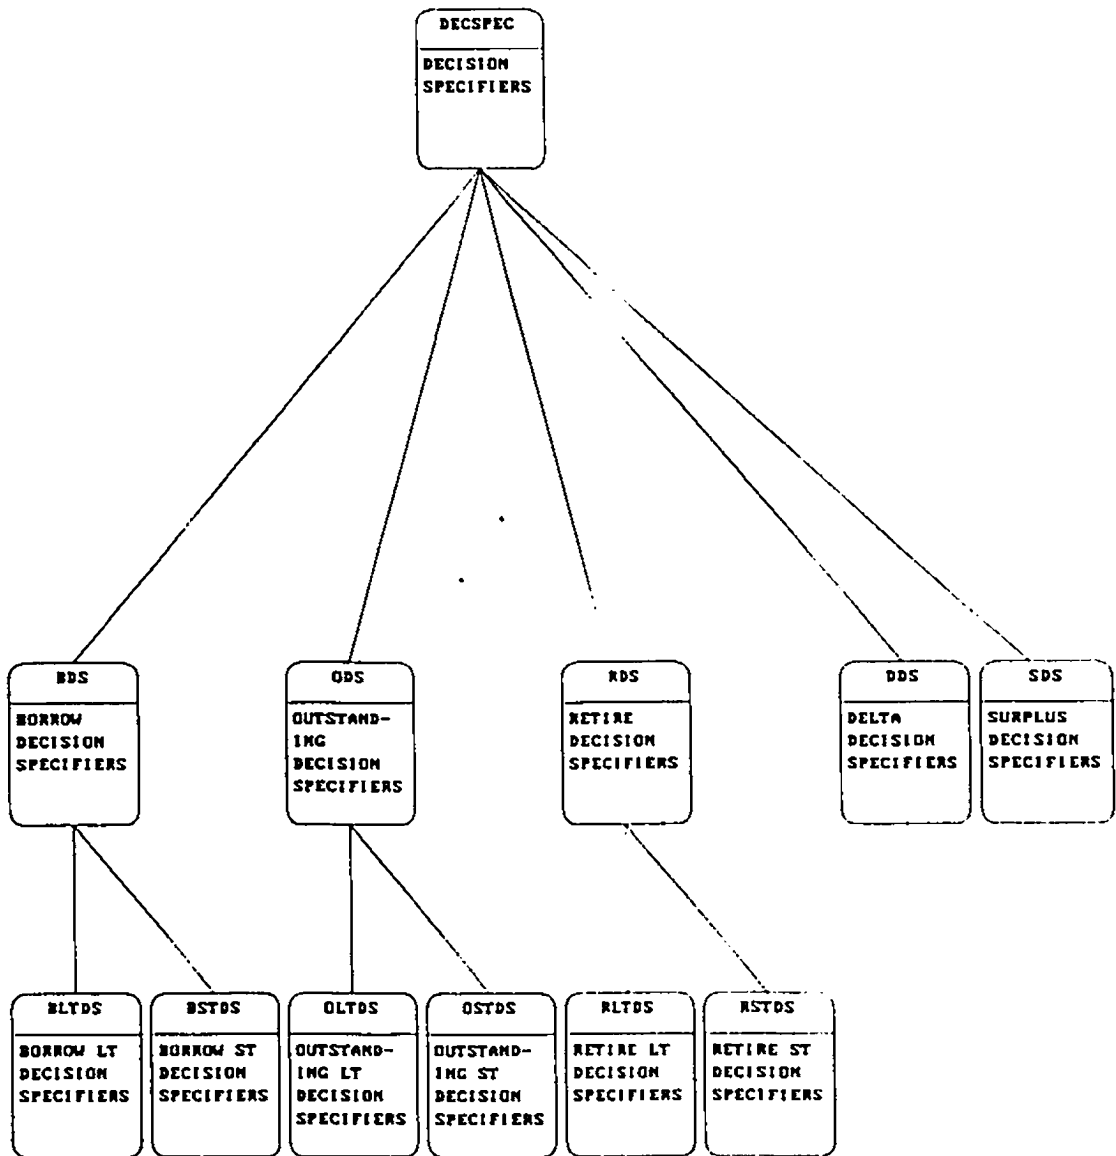 DECSPEC
DECISION
SPECIFIERS
BDS
BORROW
DECISION
SPECIFIERS
ODS
OUTSTAND-
ING
DECISION
SPECIFIERS
RDS
RETIRE
DECISION
SPECIFIERS
DDS
DELTA
DECISION
SPECIFIERS
SDS
SURPLUS
DECISION
SPECIFIERS
BLTDS
BORROW LT
DECISION
SPECIFIERS
BSTDS
BORROW ST
DECISION
SPECIFIERS
OLTDS
OUTSTAND-
ING LT
DECISION
SPECIFIERS
OSTDS
OUTSTAND-
ING ST
DECISION
SPECIFIERS
RLTDS
RETIRE LT
DECISION
SPECIFIERS
RSTDS
RETIRE ST
DECISION
SPECIFIERS